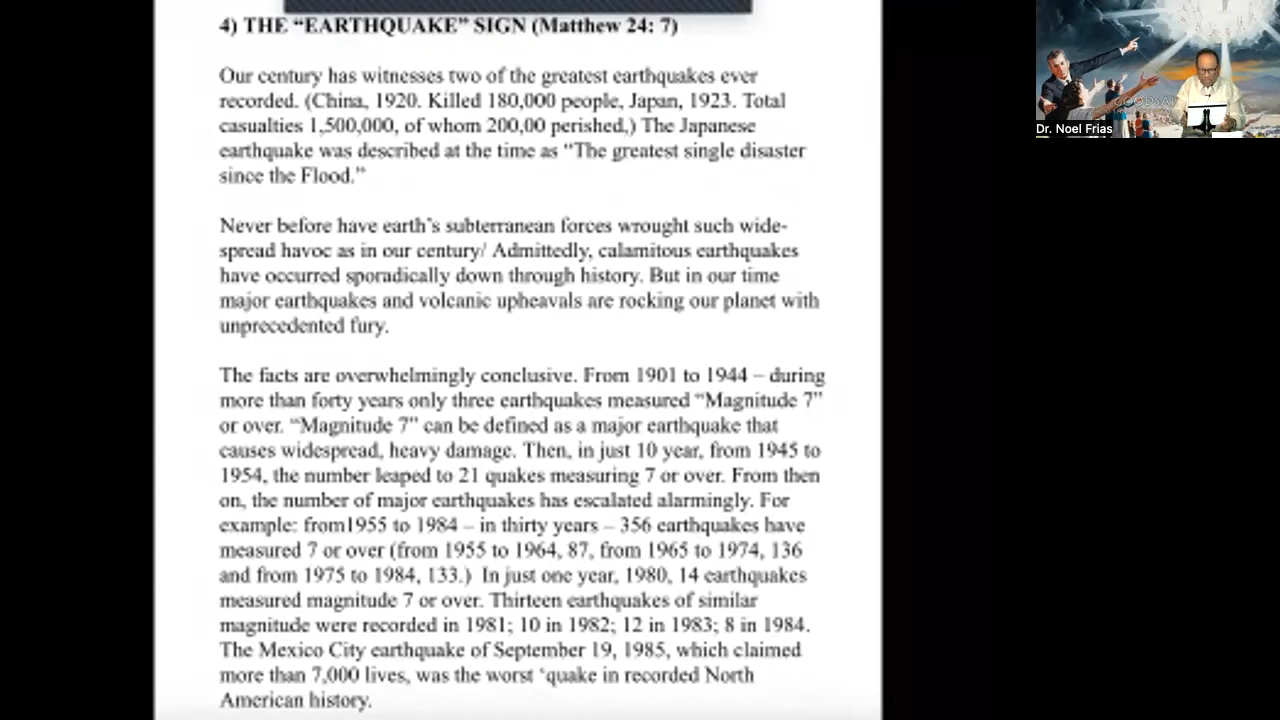 4) THE “EARTHQUAKE” SIGN (Matthew 24: 7)
Our century has witnesses two of the greatest earthquakes ever
recorded. (China, 1920. Killed 180,000 people, Japan, 1923. Total
casualties 1,500,000, of whom 200,00 perished,) The Japanese
earthquake was described at the time as “The greatest single disaster
since the Flood.”
Never before have earth’s subterranean forces wrought such wide-
spread havoc as in our century/ Admittedly, calamitous earthquakes
have occurred sporadically down through history. But in our time
major earthquakes and volcanic upheavals are rocking our planet with
unprecedented fury.
The facts are overwhelmingly conclusive. From 1901 to 1944 – during
more than forty years only three earthquakes measured “Magnitude 7”
or over. “Magnitude 7” can be defined as a major earthquake that
causes widespread, heavy damage. Then, in just 10 year, from 1945 to
1954, the number leaped to 21 quakes measuring 7 or over. From then
on, the number of major earthquakes has escalated alarmingly. For
example: from1955 to 1984 – in thirty years – 356 earthquakes have
measured 7 or over (from 1955 to 1964, 87, from 1965 to 1974, 136
and from 1975 to 1984, 133.) In just one year, 1980, 14 earthquakes
measured magnitude 7 or over. Thirteen earthquakes of similar
magnitude were recorded in 1981; 10 in 1982; 12 in 1983; 8 in 1984.
The Mexico City earthquake of September 19, 1985, which claimed
more than 7,000 lives, was the worst ‘quake in recorded North
American history.
Dr. Noel Frias